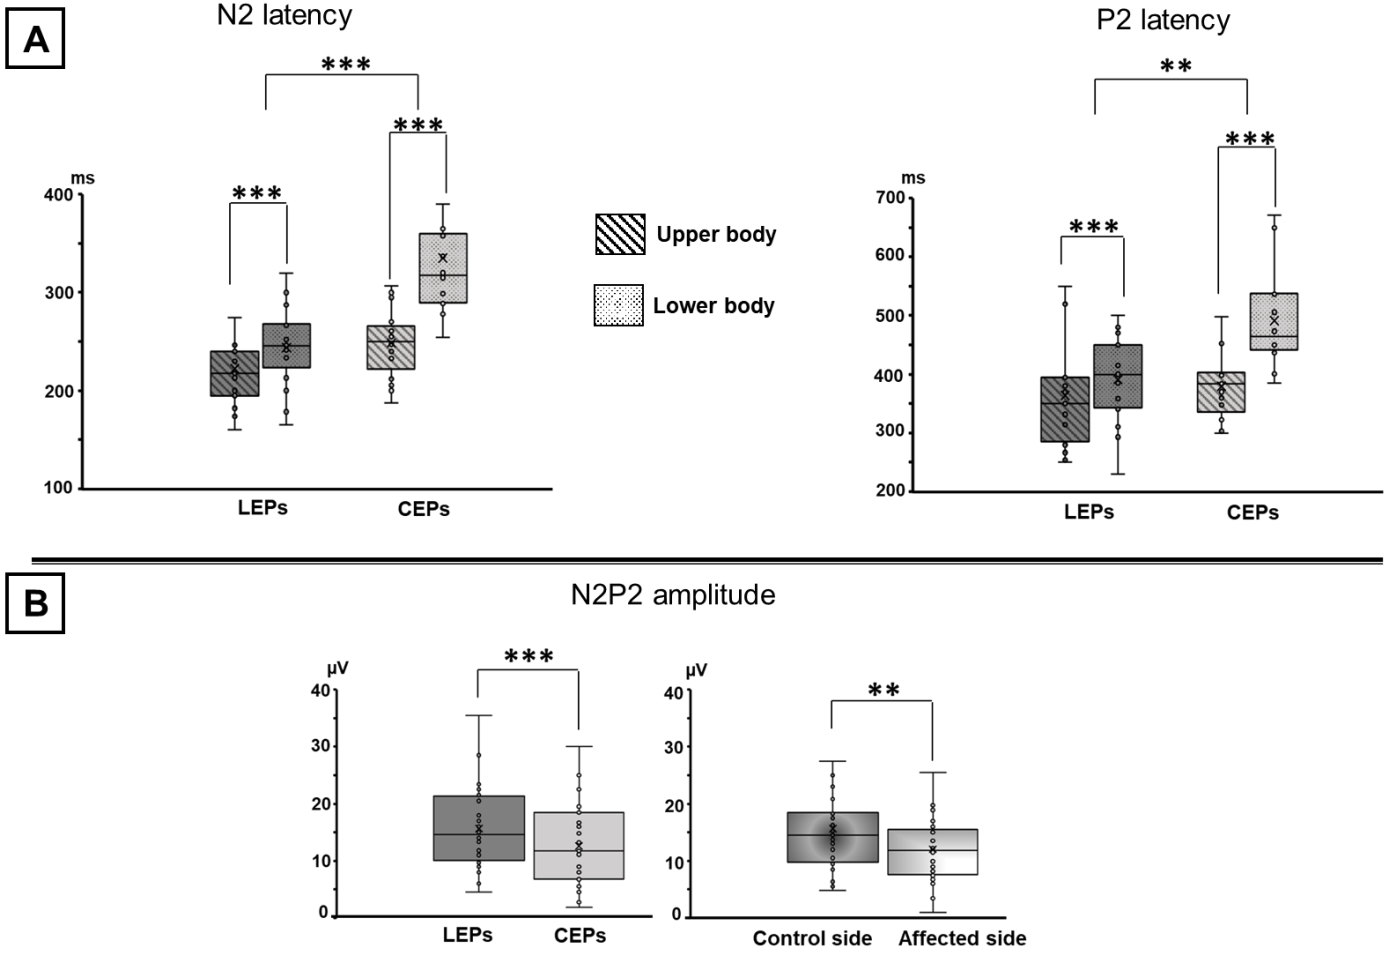 A
N2 latency
P2 latency
***
***
***
ms
400
300
200
100
LEPs
CEPs
Upper body
Lower body
**
***
***
ms
700
600
500
400
300
200
LEPs
CEPs
B
N2P2 amplitude
***
µV
40
30
20
10
0
LEPs
CEPs
**
µV
40
30
20
10
0
Control side
Affected side